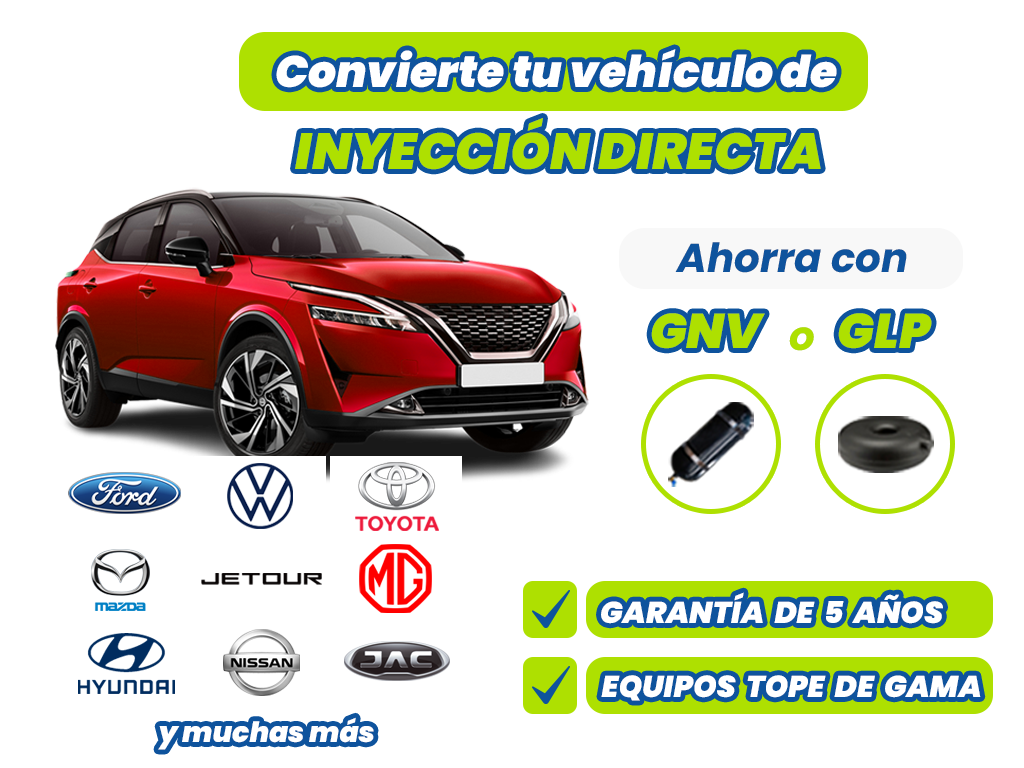 Convierte tu vehículo de
INYECCIÓN DIRECTA
Ahorra con
GNV o GLP
Ford
TOYOTA
mazda
JETOUR
MG
HYUNDAI
NISSAN
JAC
y muchas más
GARANTÍA DE 5 AÑOS
EQUIPOS TOPE DE GAMA